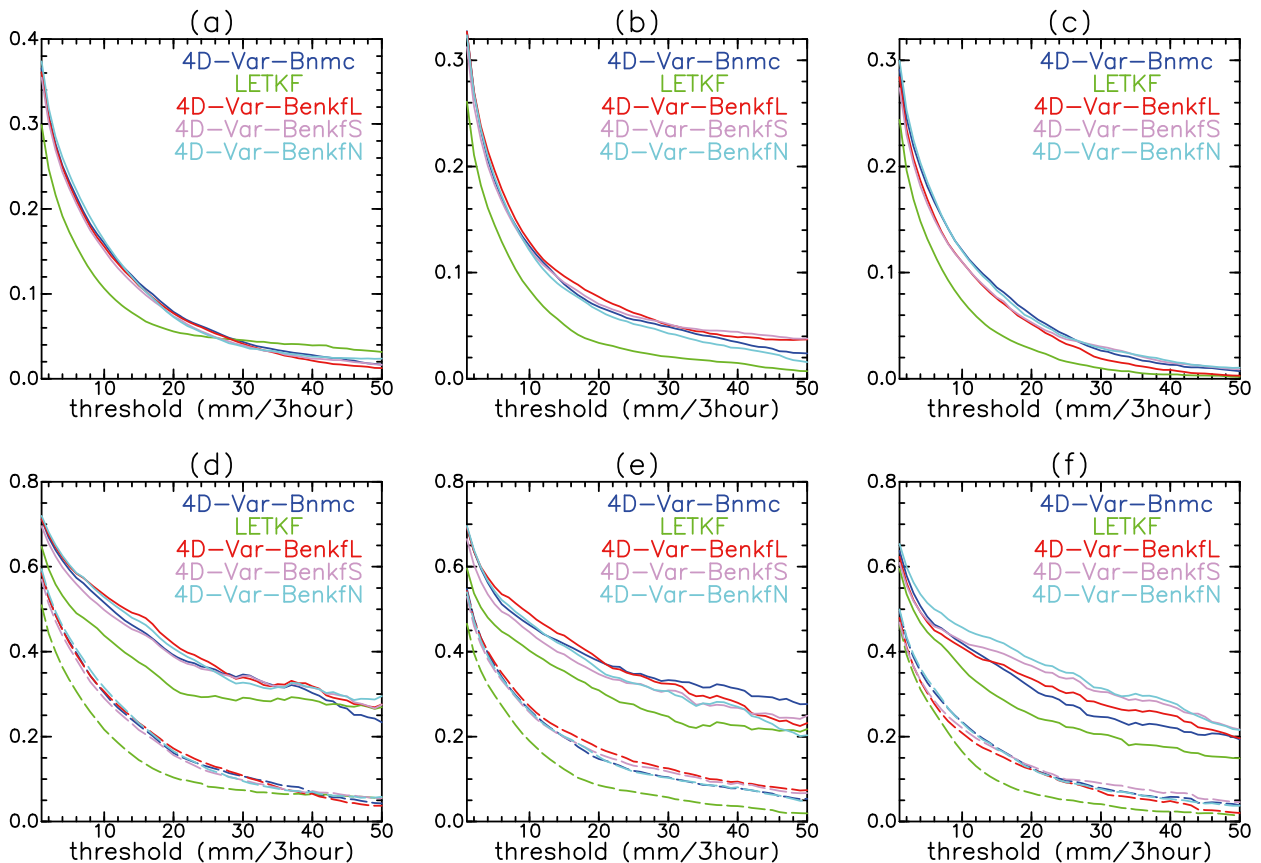 (a)
0.4
0.3
0.2
0.1
0.0
4D-Var-Bnmc
LETKF
4D-Var-BenkfL
4D-Var-BenkfS
4D-Var-BenkfN
10 20 30 40 50
threshold (mm/3hour)
(b)
0.3
0.2
0.1
0.0
4D-Var-Bnmc
LETKF
4D-Var-BenkfL
4D-Var-BenkfS
4D-Var-BenkfN
10 20 30 40 50
threshold (mm/3hour)
(c)
0.3
0.2
0.1
0.0
4D-Var-Bnmc
LETKF
4D-Var-BenkfL
4D-Var-BenkfS
4D-Var-BenkfN
10 20 30 40 50
threshold (mm/3hour)
(d)
0.8
0.6
0.4
0.2
0.0
4D-Var-Bnmc
LETKF
4D-Var-BenkfL
4D-Var-BenkfS
4D-Var-BenkfN
10 20 30 40 50
threshold (mm/3hour)
(e)
0.8
0.6
0.4
0.2
0.0
4D-Var-Bnmc
LETKF
4D-Var-BenkfL
4D-Var-BenkfS
4D-Var-BenkfN
10 20 30 40 50
threshold (mm/3hour)
(f)
0.8
0.6
0.4
0.2
0.0
4D-Var-Bnmc
LETKF
4D-Var-BenkfL
4D-Var-BenkfS
4D-Var-BenkfN
10 20 30 40 50
threshold (mm/3hour)